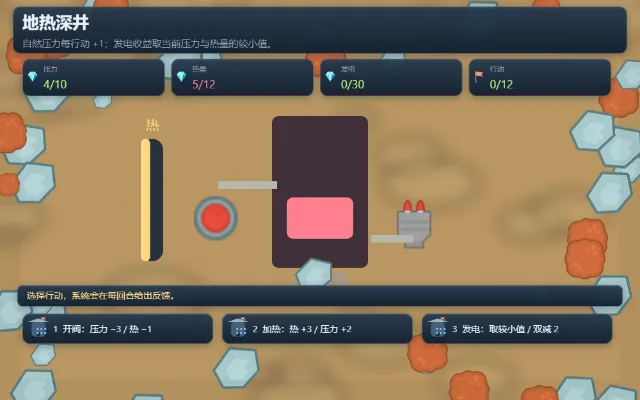 地热深井
自然压力每行动 +1；发电收益取当前压力与热量的较小值。
压力
4/10
热量
5/12
发电
0/30
行动
0/12
热
选择行动，系统会在每回合给出反馈。
1 开阀：压力 −3 / 热 −1
2 加热：热 +3 / 压力 +2
3 发电：取较小值 / 双减 2